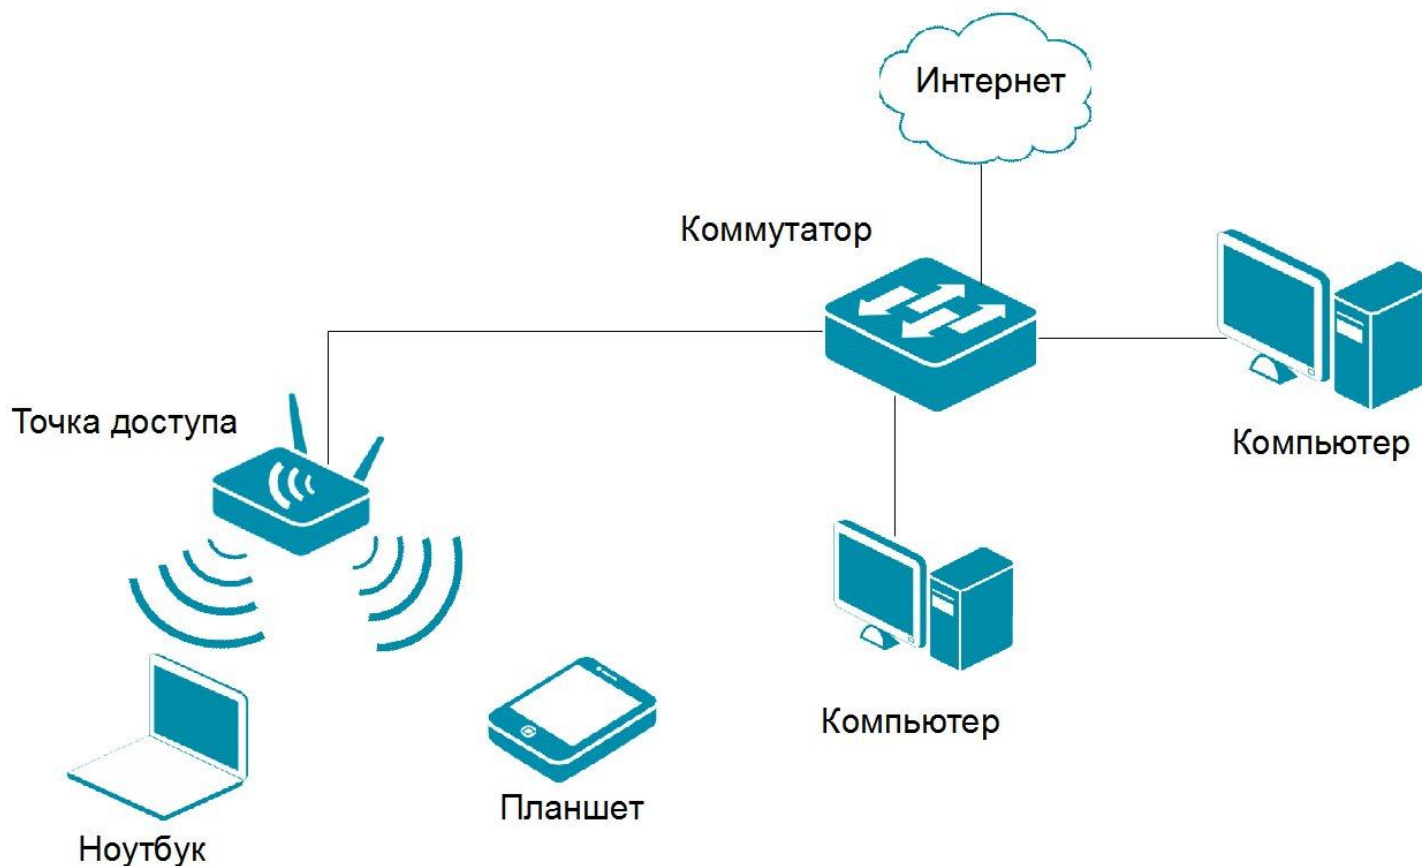 Интернет
Коммутатор
Точка доступа
Компьютер
Компьютер
Планшет
Ноутбук